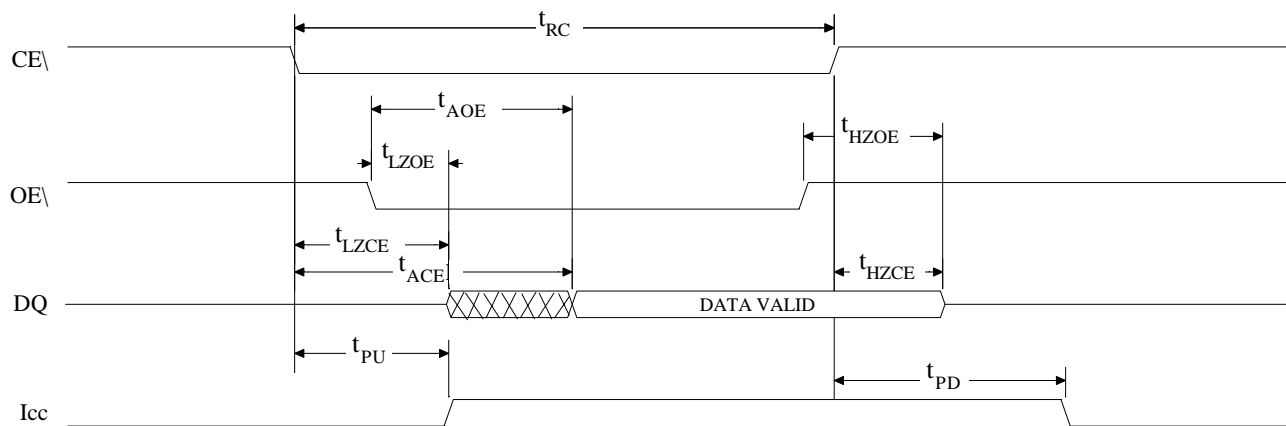 tRC
CE\
tAOE
tHZOE
tLZOE
OE\
tLZCE
tACE
tHZCE
DQ
DATA VALID
tPU
tPD
Icc